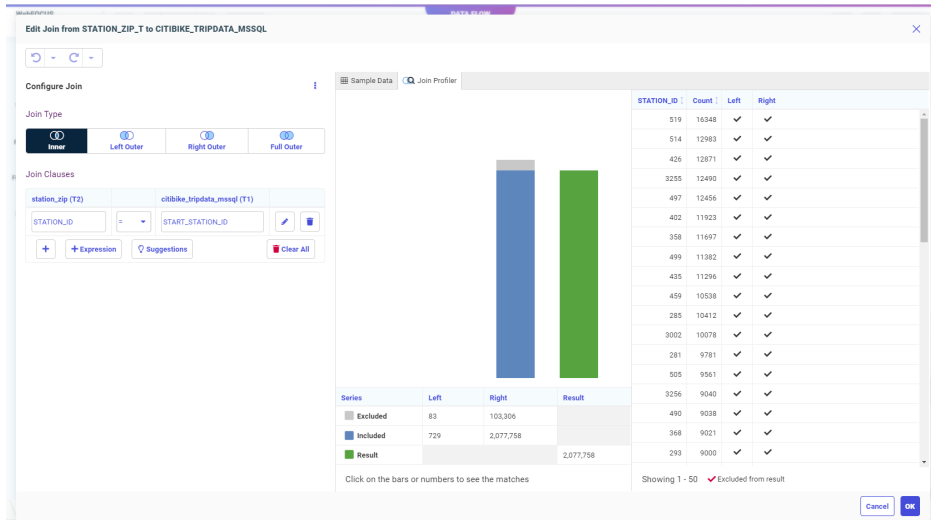 WebFOCUS
DATA FLOW
Edit Join from STATION_ZIP_T to CITIBIKE_TRIPDATA_MSSQL
Configure Join
Sample Data Join Profiler
Join Type
Inner Left Outer Right Outer Full Outer
Join Clauses
station_zip (T2) citibike_tripdata_mssql (T1)
STATION_ID = START_STATION_ID
+ + Expression Suggestions Clear All
Series Left Right Result
Excluded 83 103,306
Included 729 2,077,758
Result 2,077,758
Click on the bars or numbers to see the matches
STATION_ID Count Left Right
519 16348
514 12983
426 12871
3255 12490
497 12456
402 11923
358 11697
499 11382
435 11296
459 10538
285 10412
3002 10078
281 9781
505 9561
3256 9040
490 9038
368 9021
293 9000
Showing 1 - 50 Excluded from result
Cancel OK